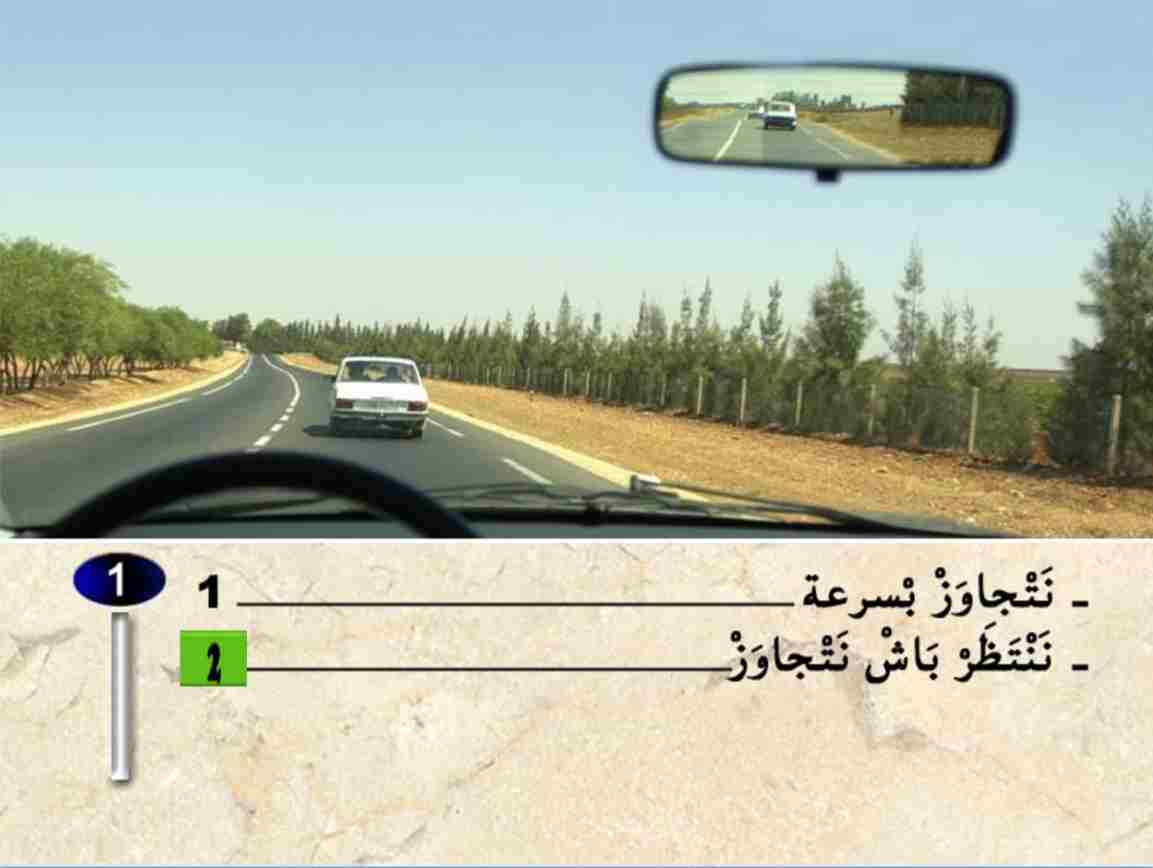 1
- نَتْجاوَزْ بْسرعة 1
- نَنْتَظَرْ بَاشْ نَتْجاوَزْ 2